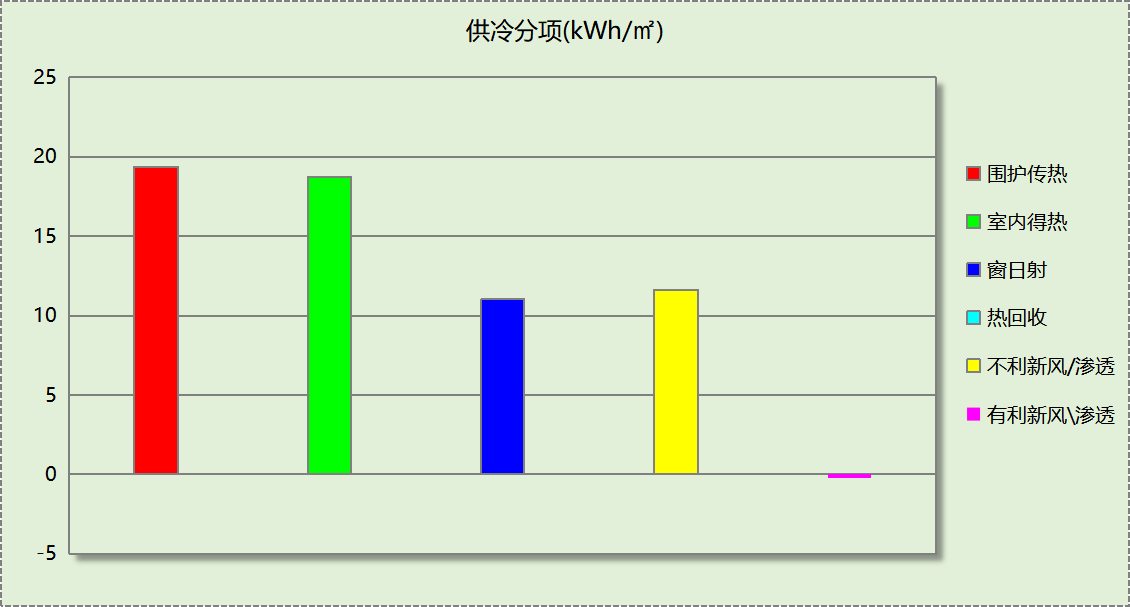 供冷分项(kWh/㎡)
25
20
15
10
5
0
-5
围护传热
室内得热
窗日射
热回收
不利新风/渗透
有利新风\渗透